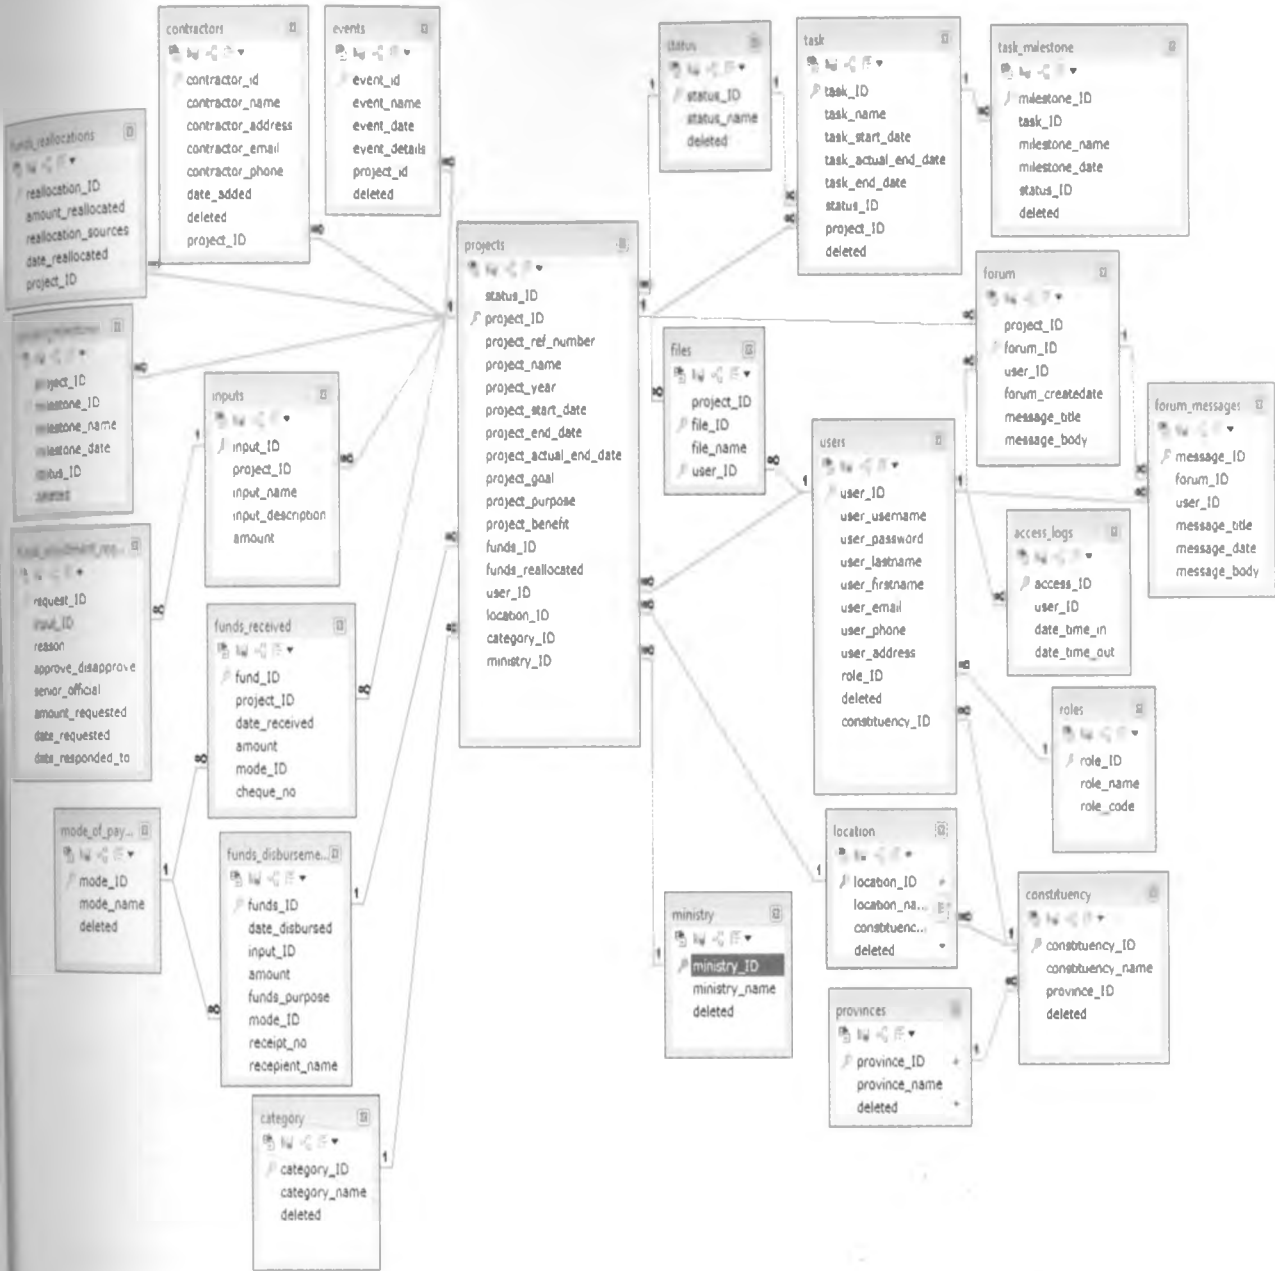 contractors
contractor_id
contractor_name
contractor_address
contractor_email
contractor_phone
date_added
deleted
project_ID
events
event_id
event_name
event_date
event_details
project_id
deleted
status
status_ID
status_name
deleted
task
task_ID
task_name
task_start_date
task_actual_end_date
task_end_date
status_ID
project_ID
deleted
task_milestone
milestone_ID
task_ID
milestone_name
milestone_date
status_ID
deleted
funds_reallocations
reallocation_ID
amount_reallocated
reallocation_sources
date_reallocated
project_ID
projects
status_ID
project_ID
project_ref_number
project_name
project_year
project_start_date
project_end_date
project_actual_end_date
project_goal
project_purpose
project_benefit
funds_ID
funds_reallocated
user_ID
location_ID
category_ID
ministry_ID
forum
project_ID
forum_ID
user_ID
forum_createdate
message_title
message_body
project_ID
milestone_ID
milestone_name
milestone_date
status_ID
deleted
inputs
input_ID
project_ID
input_name
input_description
amount
files
project_ID
file_ID
file_name
user_ID
users
user_ID
user_username
user_password
user_lastname
user_firstname
user_email
user_phone
user_address
role_ID
deleted
constituency_ID
forum_messages
message_ID
forum_ID
user_ID
message_title
message_date
message_body
access_logs
access_ID
user_ID
date_time_in
date_time_out
request_ID
input_ID
reason
approve_disapprove
senior_official
amount_requested
date_requested
date_responded_to
funds_received
fund_ID
project_ID
date_received
amount
mode_ID
cheque_no
roles
role_ID
role_name
role_code
mode_of_pay...
mode_ID
mode_name
deleted
funds_disburseme...
funds_ID
date_disbursed
input_ID
amount
funds_purpose
mode_ID
receipt_no
recepient_name
location
location_ID
location_na...
constituenc...
deleted
ministry
ministry_ID
ministry_name
deleted
constituency
constituency_ID
constituency_name
province_ID
deleted
provinces
province_ID
province_name
deleted
category
category_ID
category_name
deleted